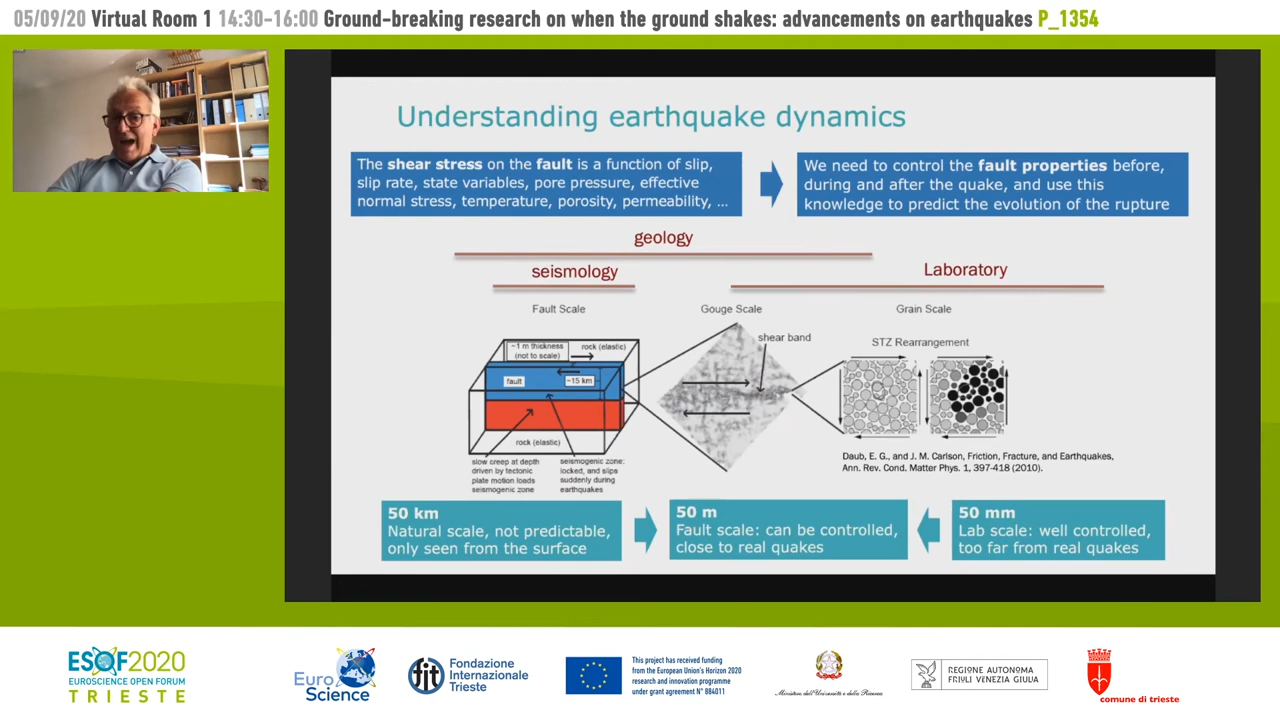 05/09/20 Virtual Room 1 14:30-16:00 Ground-breaking research on when the ground shakes: advancements on earthquakes P_1354
Understanding earthquake dynamics
The shear stress on the fault is a function of slip,
slip rate, state variables, pore pressure, effective
normal stress, temperature, porosity, permeability, ...
We need to control the fault properties before,
during and after the quake, and use this
knowledge to predict the evolution of the rupture
geology
seismology
Laboratory
Fault Scale
Gouge Scale
Grain Scale
~1 m thickness
(not to scale)
rock (elastic)
fault
~15 km
rock (elastic)
slow creep at depth
driven by tectonic
plate motion loads
seismogenic zone
seismogenic zone:
locked, and slips
suddenly during
earthquakes
shear band
STZ Rearrangement
Daub, E. G., and J. M. Carlson, Friction, Fracture, and Earthquakes,
Ann. Rev. Cond. Matter Phys. 1, 397-418 (2010).
50 km
Natural scale, not predictable,
only seen from the surface
50 m
Fault scale: can be controlled,
close to real quakes
50 mm
Lab scale: well controlled,
too far from real quakes
ESOF2020
EUROSCIENCE OPEN FORUM
TRIESTE
Euro
Science
fit
Fondazione
Internazionale
Trieste
This project has received funding
from the European Union's Horizon 2020
research and innovation programme
under grant agreement N° 884011
Ministero dell'Università e della Ricerca
REGIONE AUTONOMA
FRIULI VENEZIA GIULIA
comune di trieste